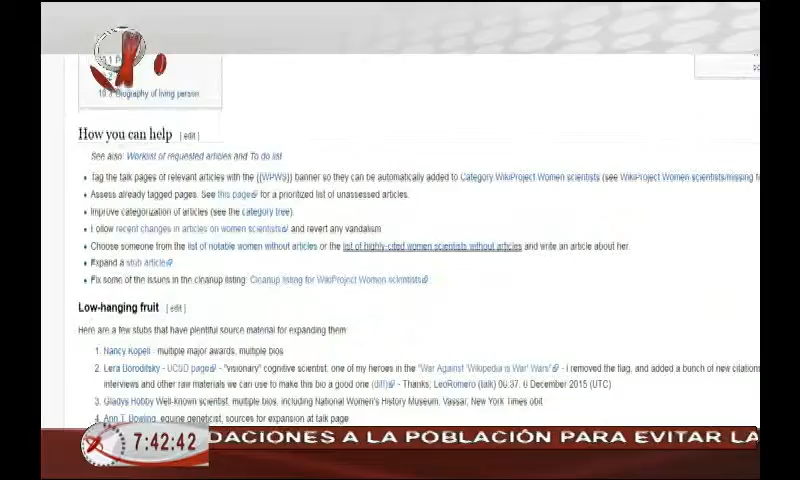 10.1 P
10.2 Biography of living person
How you can help [ edit ]
See also: Worklist of requested articles and To do list
Tag the talk pages of relevant articles with the {{WPWS}} banner so they can be automatically added to Category WikiProject Women scientists (see WikiProject Women scientists/missing
Assess already tagged pages. See this page for a prioritized list of unassessed articles.
Improve categorization of articles (see the category tree).
Follow recent changes in articles on women scientists and revert any vandalism
Choose someone from the list of notable women without articles or the list of highly-cited women scientists without articles and write an article about her.
Expand a stub article
Fix some of the issues in the cleanup listing: Cleanup listing for WikiProject Women scientists
Low-hanging fruit [ edit ]
Here are a few stubs that have plentiful source material for expanding them:
1. Nancy Kopell - multiple major awards, multiple bios
2. Lera Boroditsky - UCSD page - "visionary" cognitive scientist, one of my heroes in the "War Against 'Wikipedia is War' Wars" - I removed the flag, and added a bunch of new citations
interviews and other raw materials we can use to make this bio a good one (diff) - Thanks, LeoRomero (talk) 00:37, 6 December 2015 (UTC)
3. Gladys Hobby Well-known scientist, multiple bios, including National Women's History Museum, Vassar, New York Times obit
4. Ann T. Bowling, equine geneticist, sources for expansion at talk page
7:42:42
DACIONES A LA POBLACIÓN PARA EVITAR LA